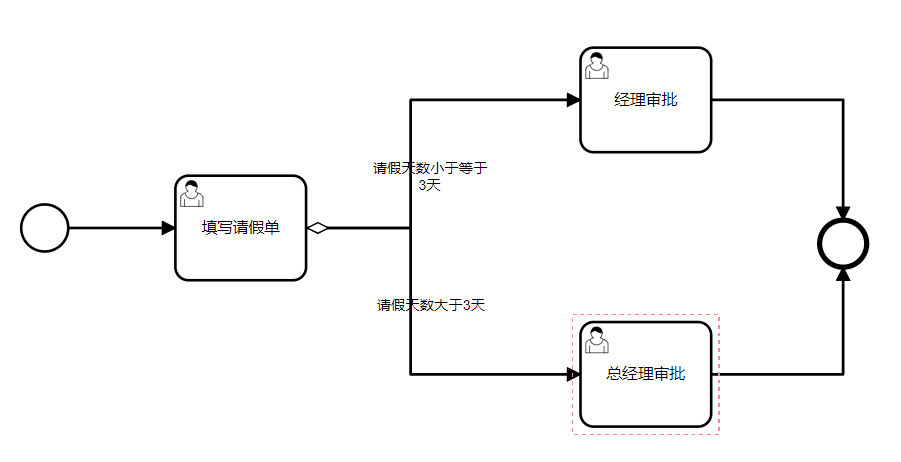 经理审批
请假天数小于等于
3天
填写请假单
请假天数大于3天
总经理审批